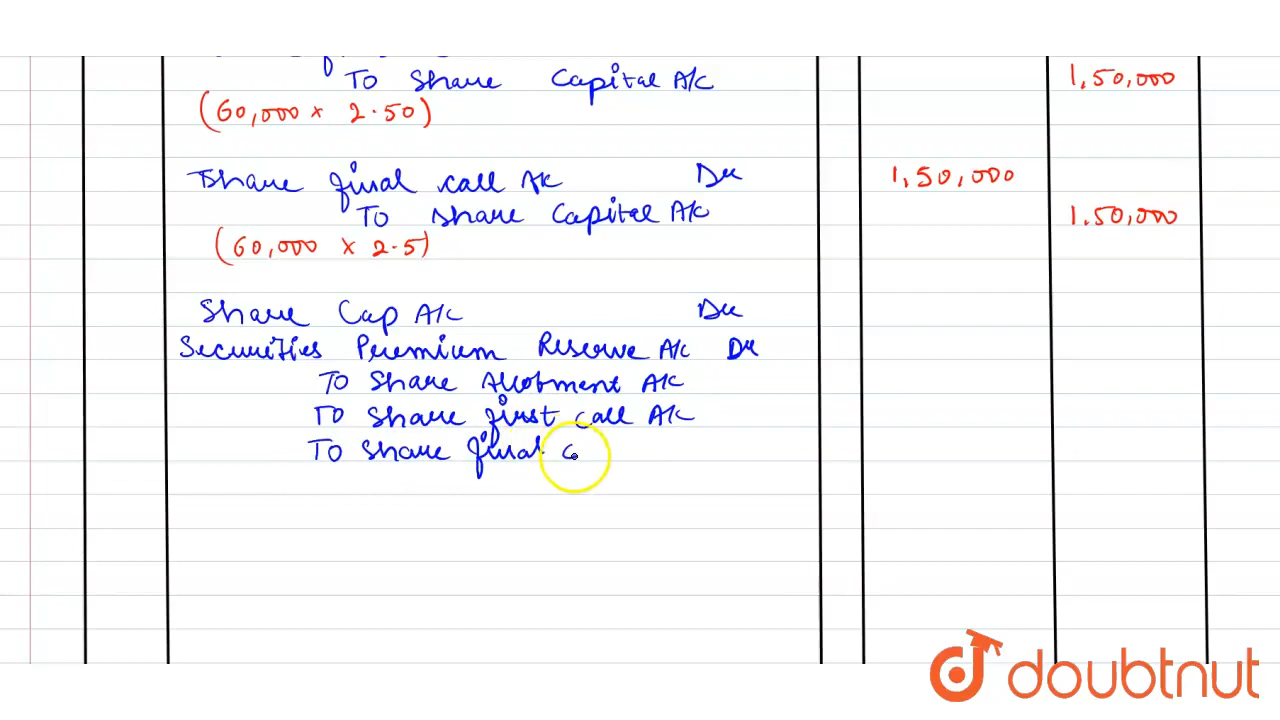 To Share Capital A/c 1,50,000
(60,000 × 2.50)
Share final call A/c Dr 1,50,000
To Share Capital A/c 1.50,000
(60,000 × 2.5)
Share Cap A/c Dr
Securities Premium Reserve A/c Dr
To Share Allotment A/c
To Share first call A/c
To Share final c
doubtnut